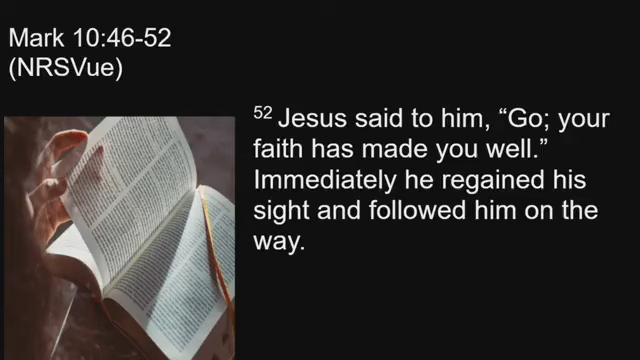 Mark 10:46-52
(NRSVue)
52 Jesus said to him, “Go; your
faith has made you well.”
Immediately he regained his
sight and followed him on the
way.